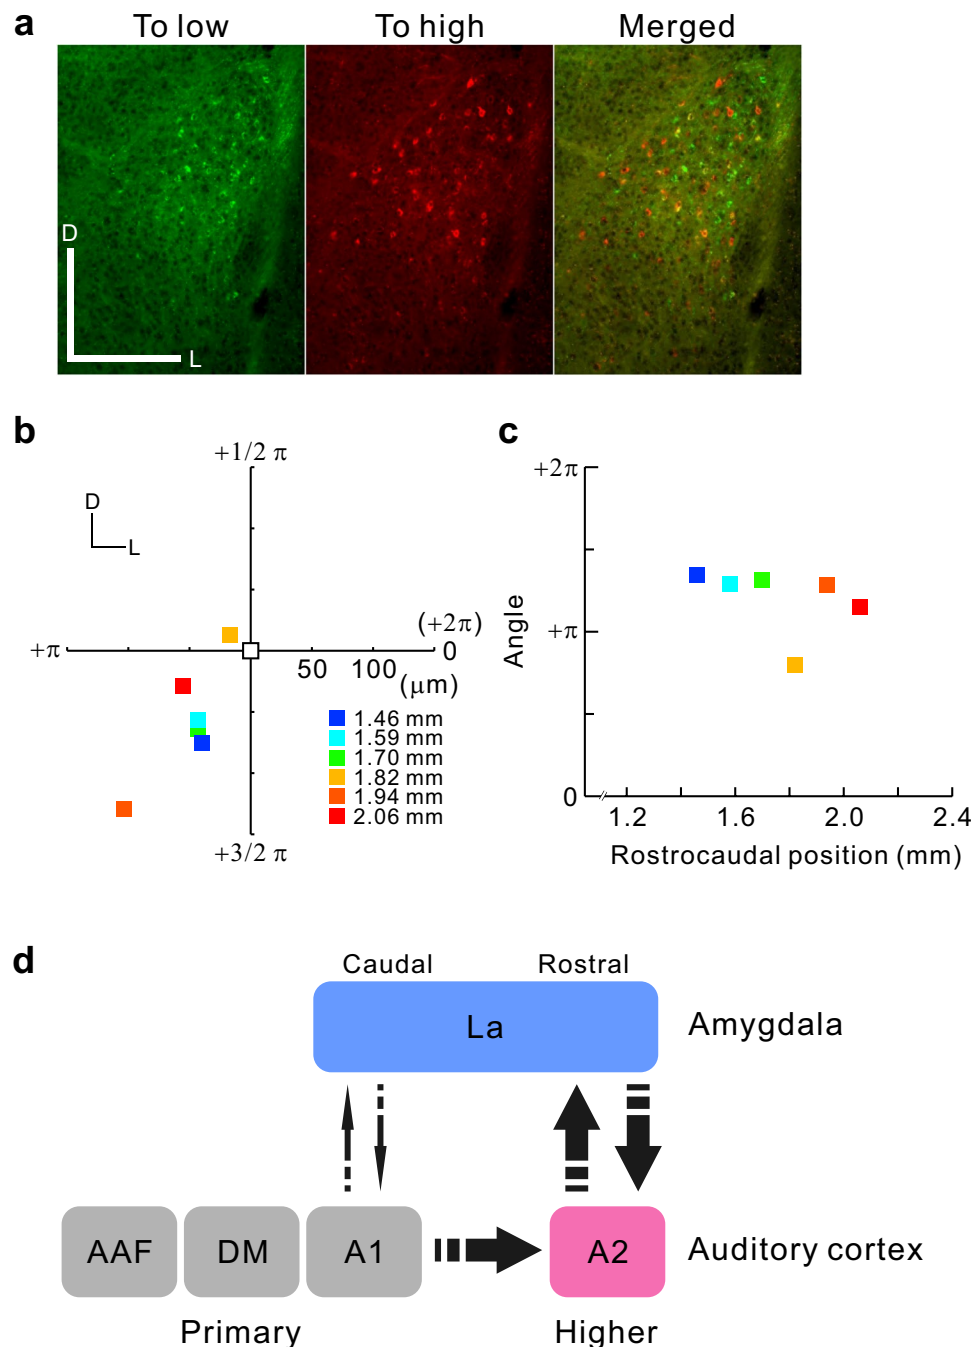 a
To low
To high
Merged
D
L
b
+1/2 π
D
L
(+2π)
+π
0
50
100
(μm)
1.46 mm
1.59 mm
1.70 mm
1.82 mm
1.94 mm
2.06 mm
+3/2 π
c
+2π
+π
0
Angle
1.2
1.6
2.0
2.4
Rostrocaudal position (mm)
d
Caudal
Rostral
La
Amygdala
AAF
DM
A1
A2
Auditory cortex
Primary
Higher